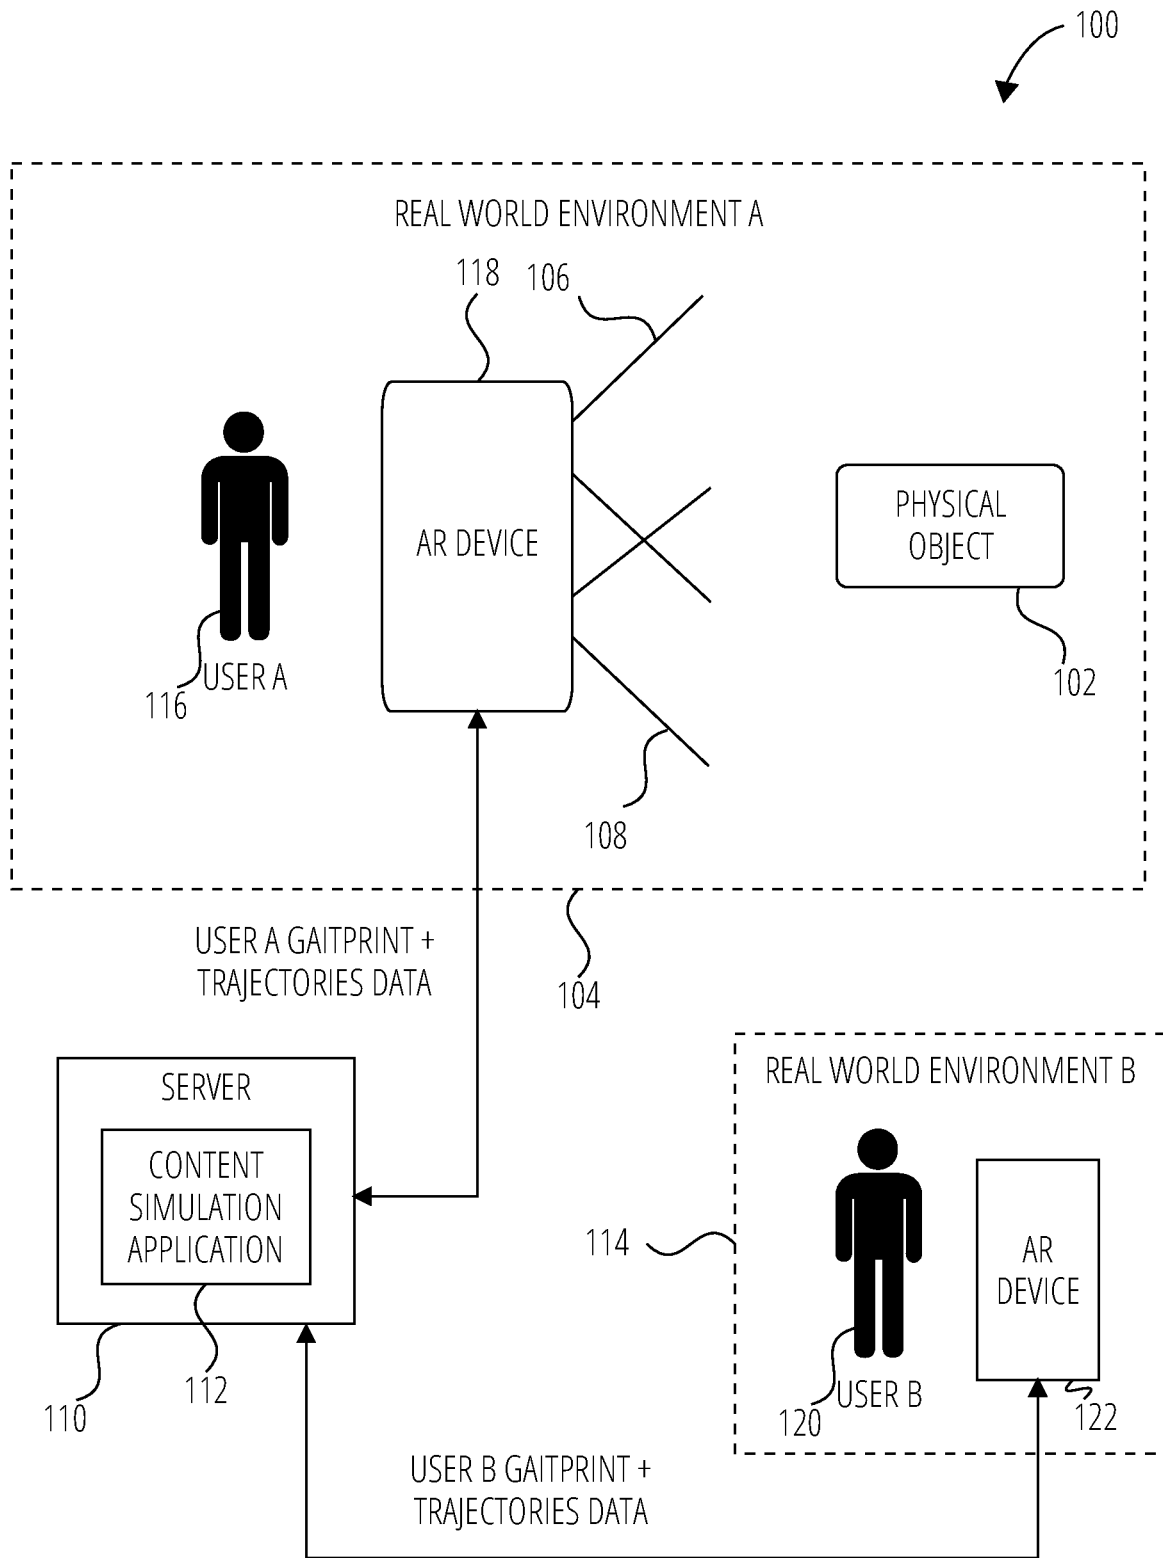 100
REAL WORLD ENVIRONMENT A
118
106
AR DEVICE
PHYSICAL
OBJECT
USER A
116
102
108
USER A GAITPRINT +
TRAJECTORIES DATA
104
SERVER
CONTENT
SIMULATION
APPLICATION
112
110
REAL WORLD ENVIRONMENT B
114
AR
DEVICE
USER B
120
122
USER B GAITPRINT +
TRAJECTORIES DATA